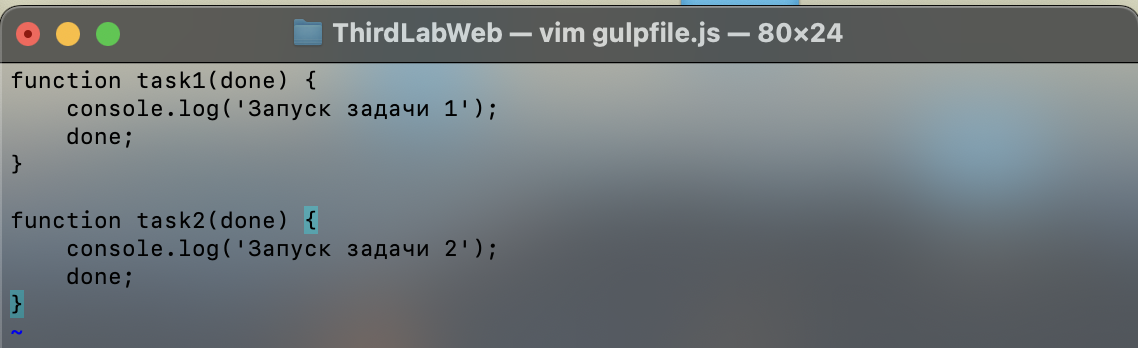 ThirdLabWeb — vim gulpfile.js — 80×24
function task1(done) {
    console.log('Запуск задачи 1');
    done;
}

function task2(done) {
    console.log('Запуск задачи 2');
    done;
}
~